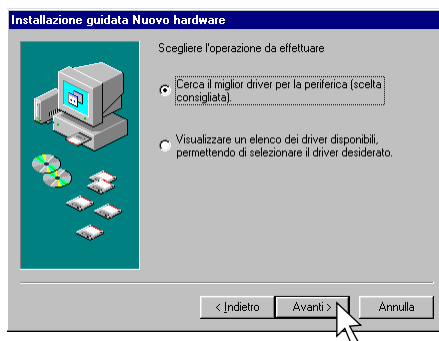 Installazione guidata Nuovo hardware
Scegliere l'operazione da effettuare
Cerca il miglior driver per la periferica (scelta
consigliata).
Visualizzare un elenco dei driver disponibili,
permettendo di selezionare il driver desiderato.
< Indietro
Avanti >
Annulla